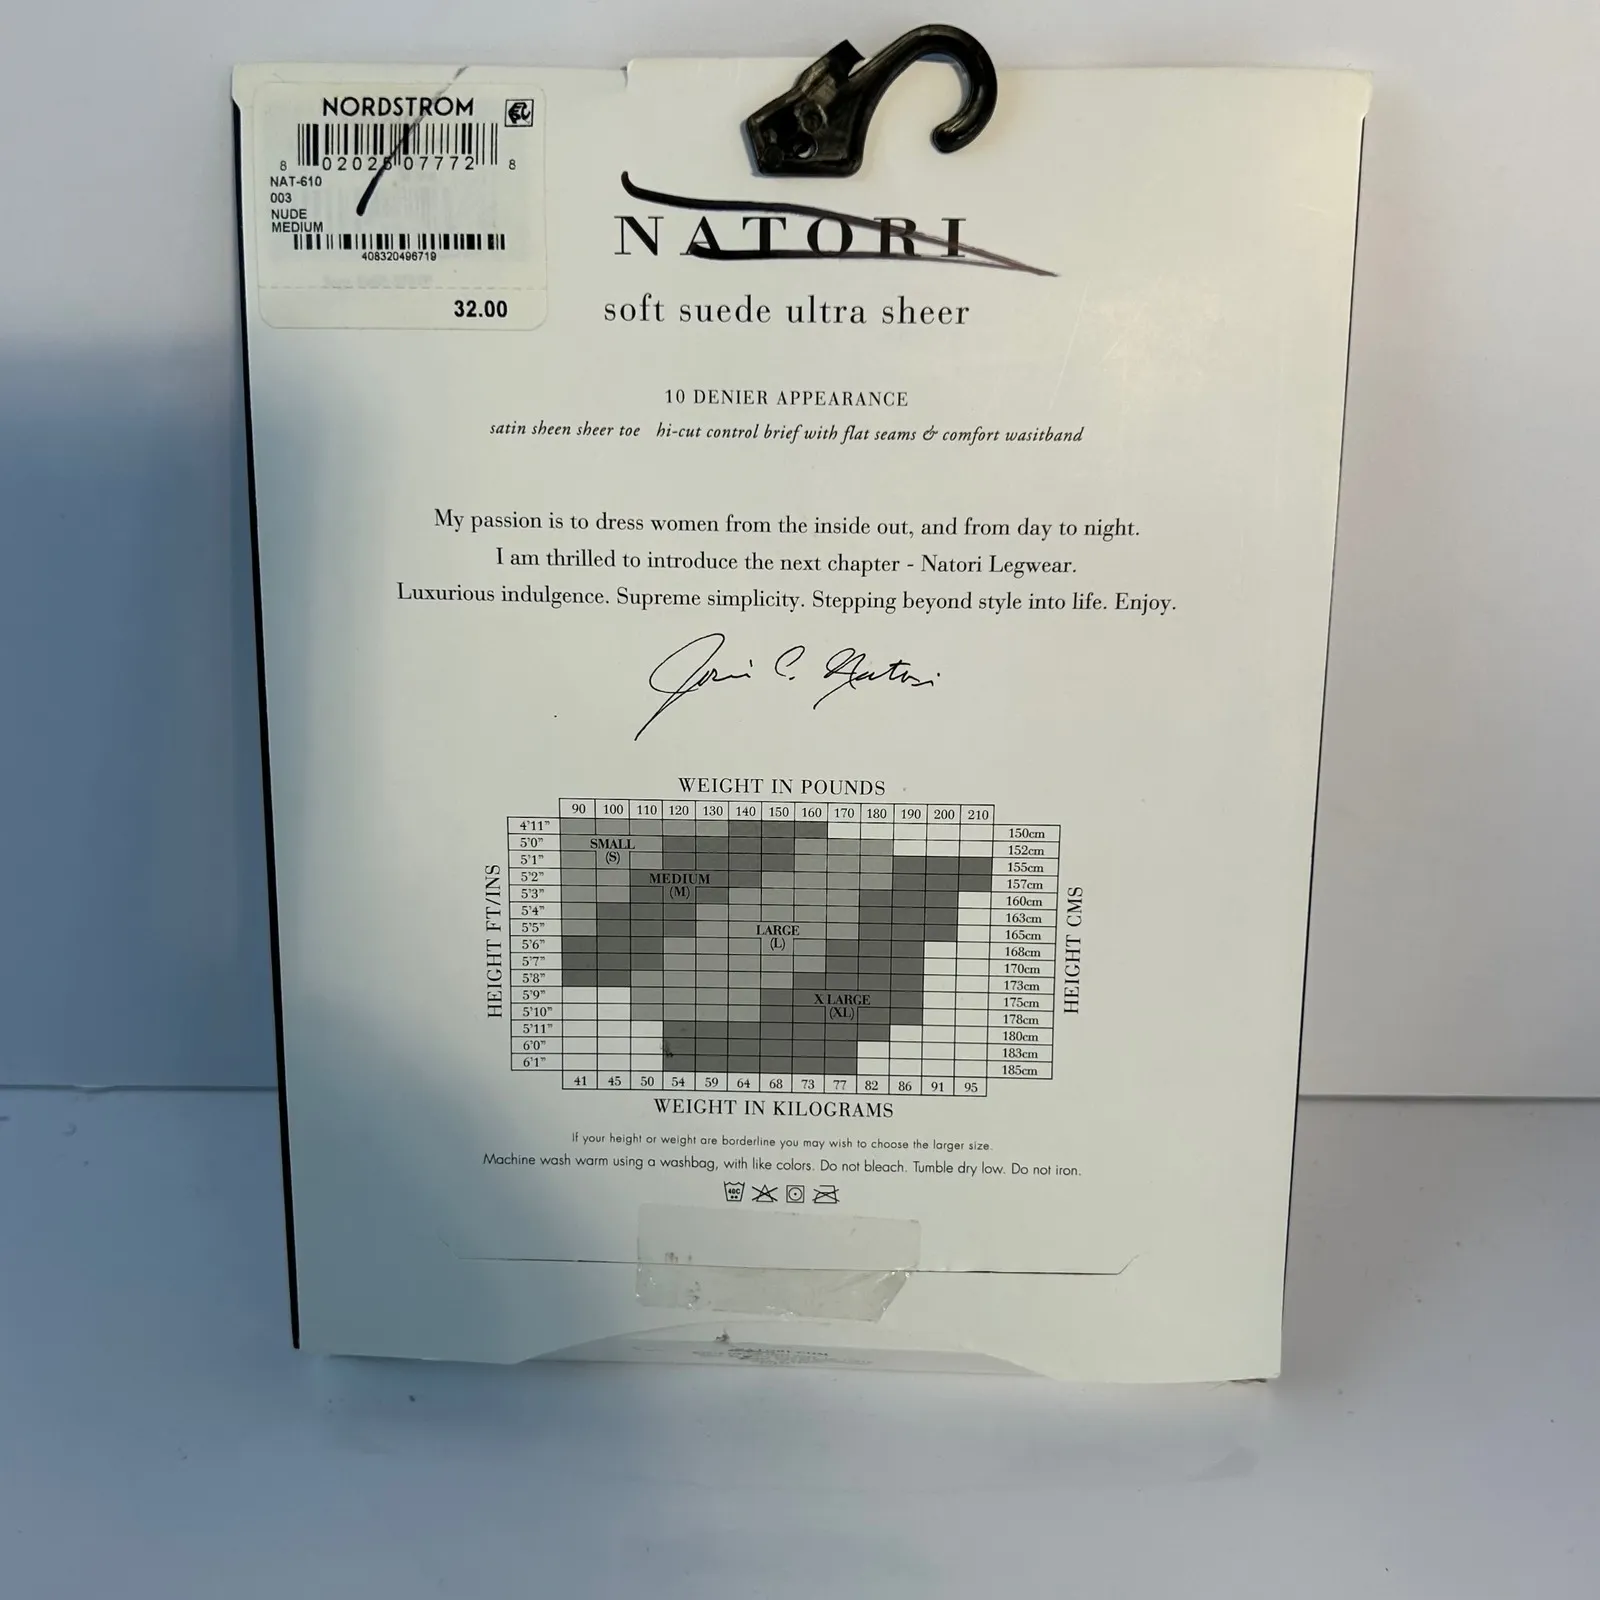 NORDSTROM
8 02025 07772 8
NAT-610
003
NUDE
MEDIUM
408320496719
32.00
NATORI
soft suede ultra sheer
10 DENIER APPEARANCE
satin sheen sheer toe hi-cut control brief with flat seams & comfort wasitband
My passion is to dress women from the inside out, and from day to night.
I am thrilled to introduce the next chapter - Natori Legwear.
Luxurious indulgence. Supreme simplicity. Stepping beyond style into life. Enjoy.
Josie C. Natori
WEIGHT IN POUNDS
90 100 110 120 130 140 150 160 170 180 190 200 210
4'11" 150cm
5'0" SMALL 152cm
5'1" (S) 155cm
5'2" MEDIUM 157cm
5'3" (M) 160cm
5'4" 163cm
5'5" LARGE 165cm
5'6" (L) 168cm
5'7" 170cm
5'8" 173cm
5'9" X LARGE 175cm
5'10" (XL) 178cm
5'11" 180cm
6'0" 183cm
6'1" 185cm
HEIGHT FT/INS
HEIGHT CMS
41 45 50 54 59 64 68 73 77 82 86 91 95
WEIGHT IN KILOGRAMS
If your height or weight are borderline you may wish to choose the larger size.
Machine wash warm using a washbag, with like colors. Do not bleach. Tumble dry low. Do not iron.
40C